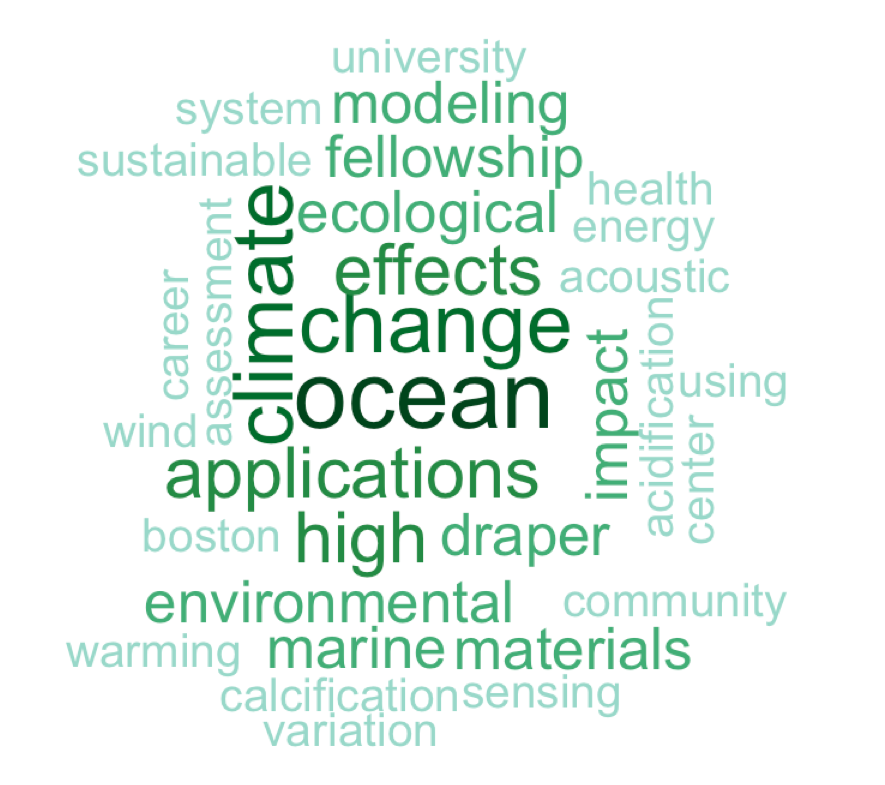 university
system modeling
sustainable fellowship
health
climate ecological
energy
assessment
effects acoustic
career
change
acidification
impact
using
ocean
wind
center
applications
boston high draper
environmental community
warming marine materials
calcification sensing
variation